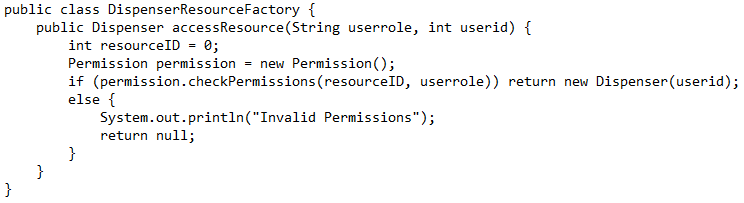 public class DispenserResourceFactory {
    public Dispenser accessResource(String userrole, int userid) {
        int resourceID = 0;
        Permission permission = new Permission();
        if (permission.checkPermissions(resourceID, userrole)) return new Dispenser(userid);
        else {
            System.out.println("Invalid Permissions");
            return null;
        }
    }
}